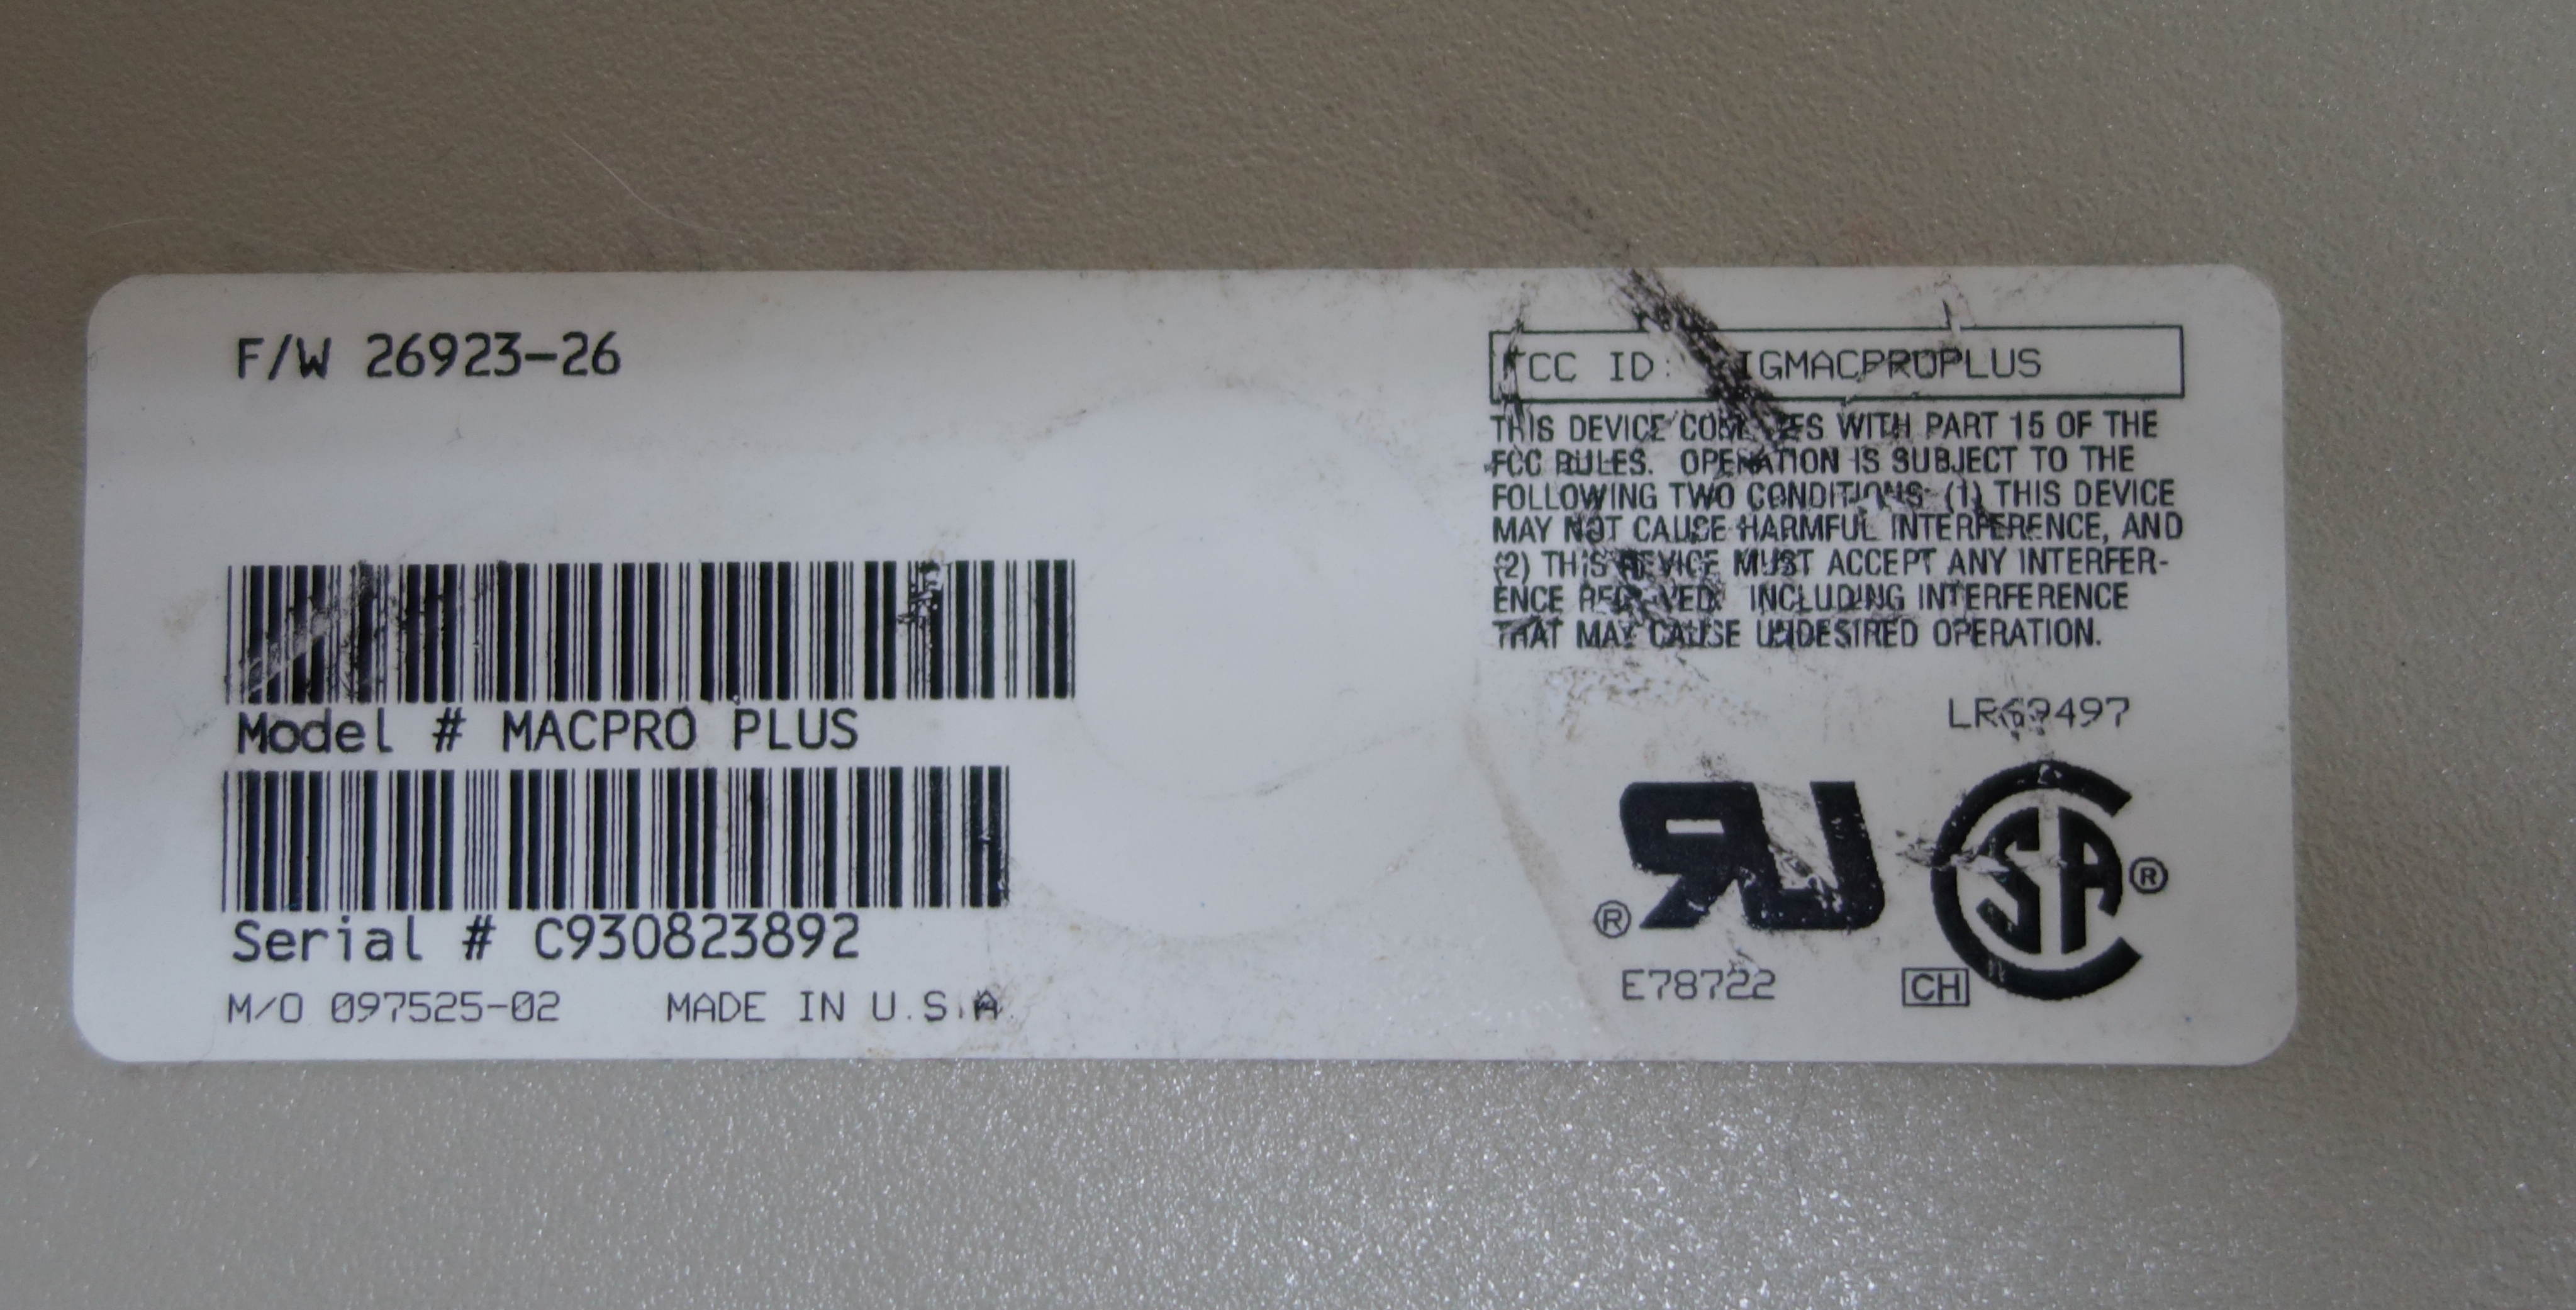 F/W 26923-26
Model # MACPRO PLUS
Serial # C930823892
M/O 097525-02 MADE IN U.S.A.
FCC ID:
THIS DEVICE COMPLIES WITH PART 15 OF THE
FCC RULES. OPERATION IS SUBJECT TO THE
FOLLOWING TWO CONDITIONS: (1) THIS DEVICE
MAY NOT CAUSE HARMFUL INTERFERENCE, AND
(2) THIS DEVICE MUST ACCEPT ANY INTERFER-
ENCE RECEIVED, INCLUDING INTERFERENCE
THAT MAY CAUSE UNDESIRED OPERATION.
RU ®
SA ®
E78722
CH